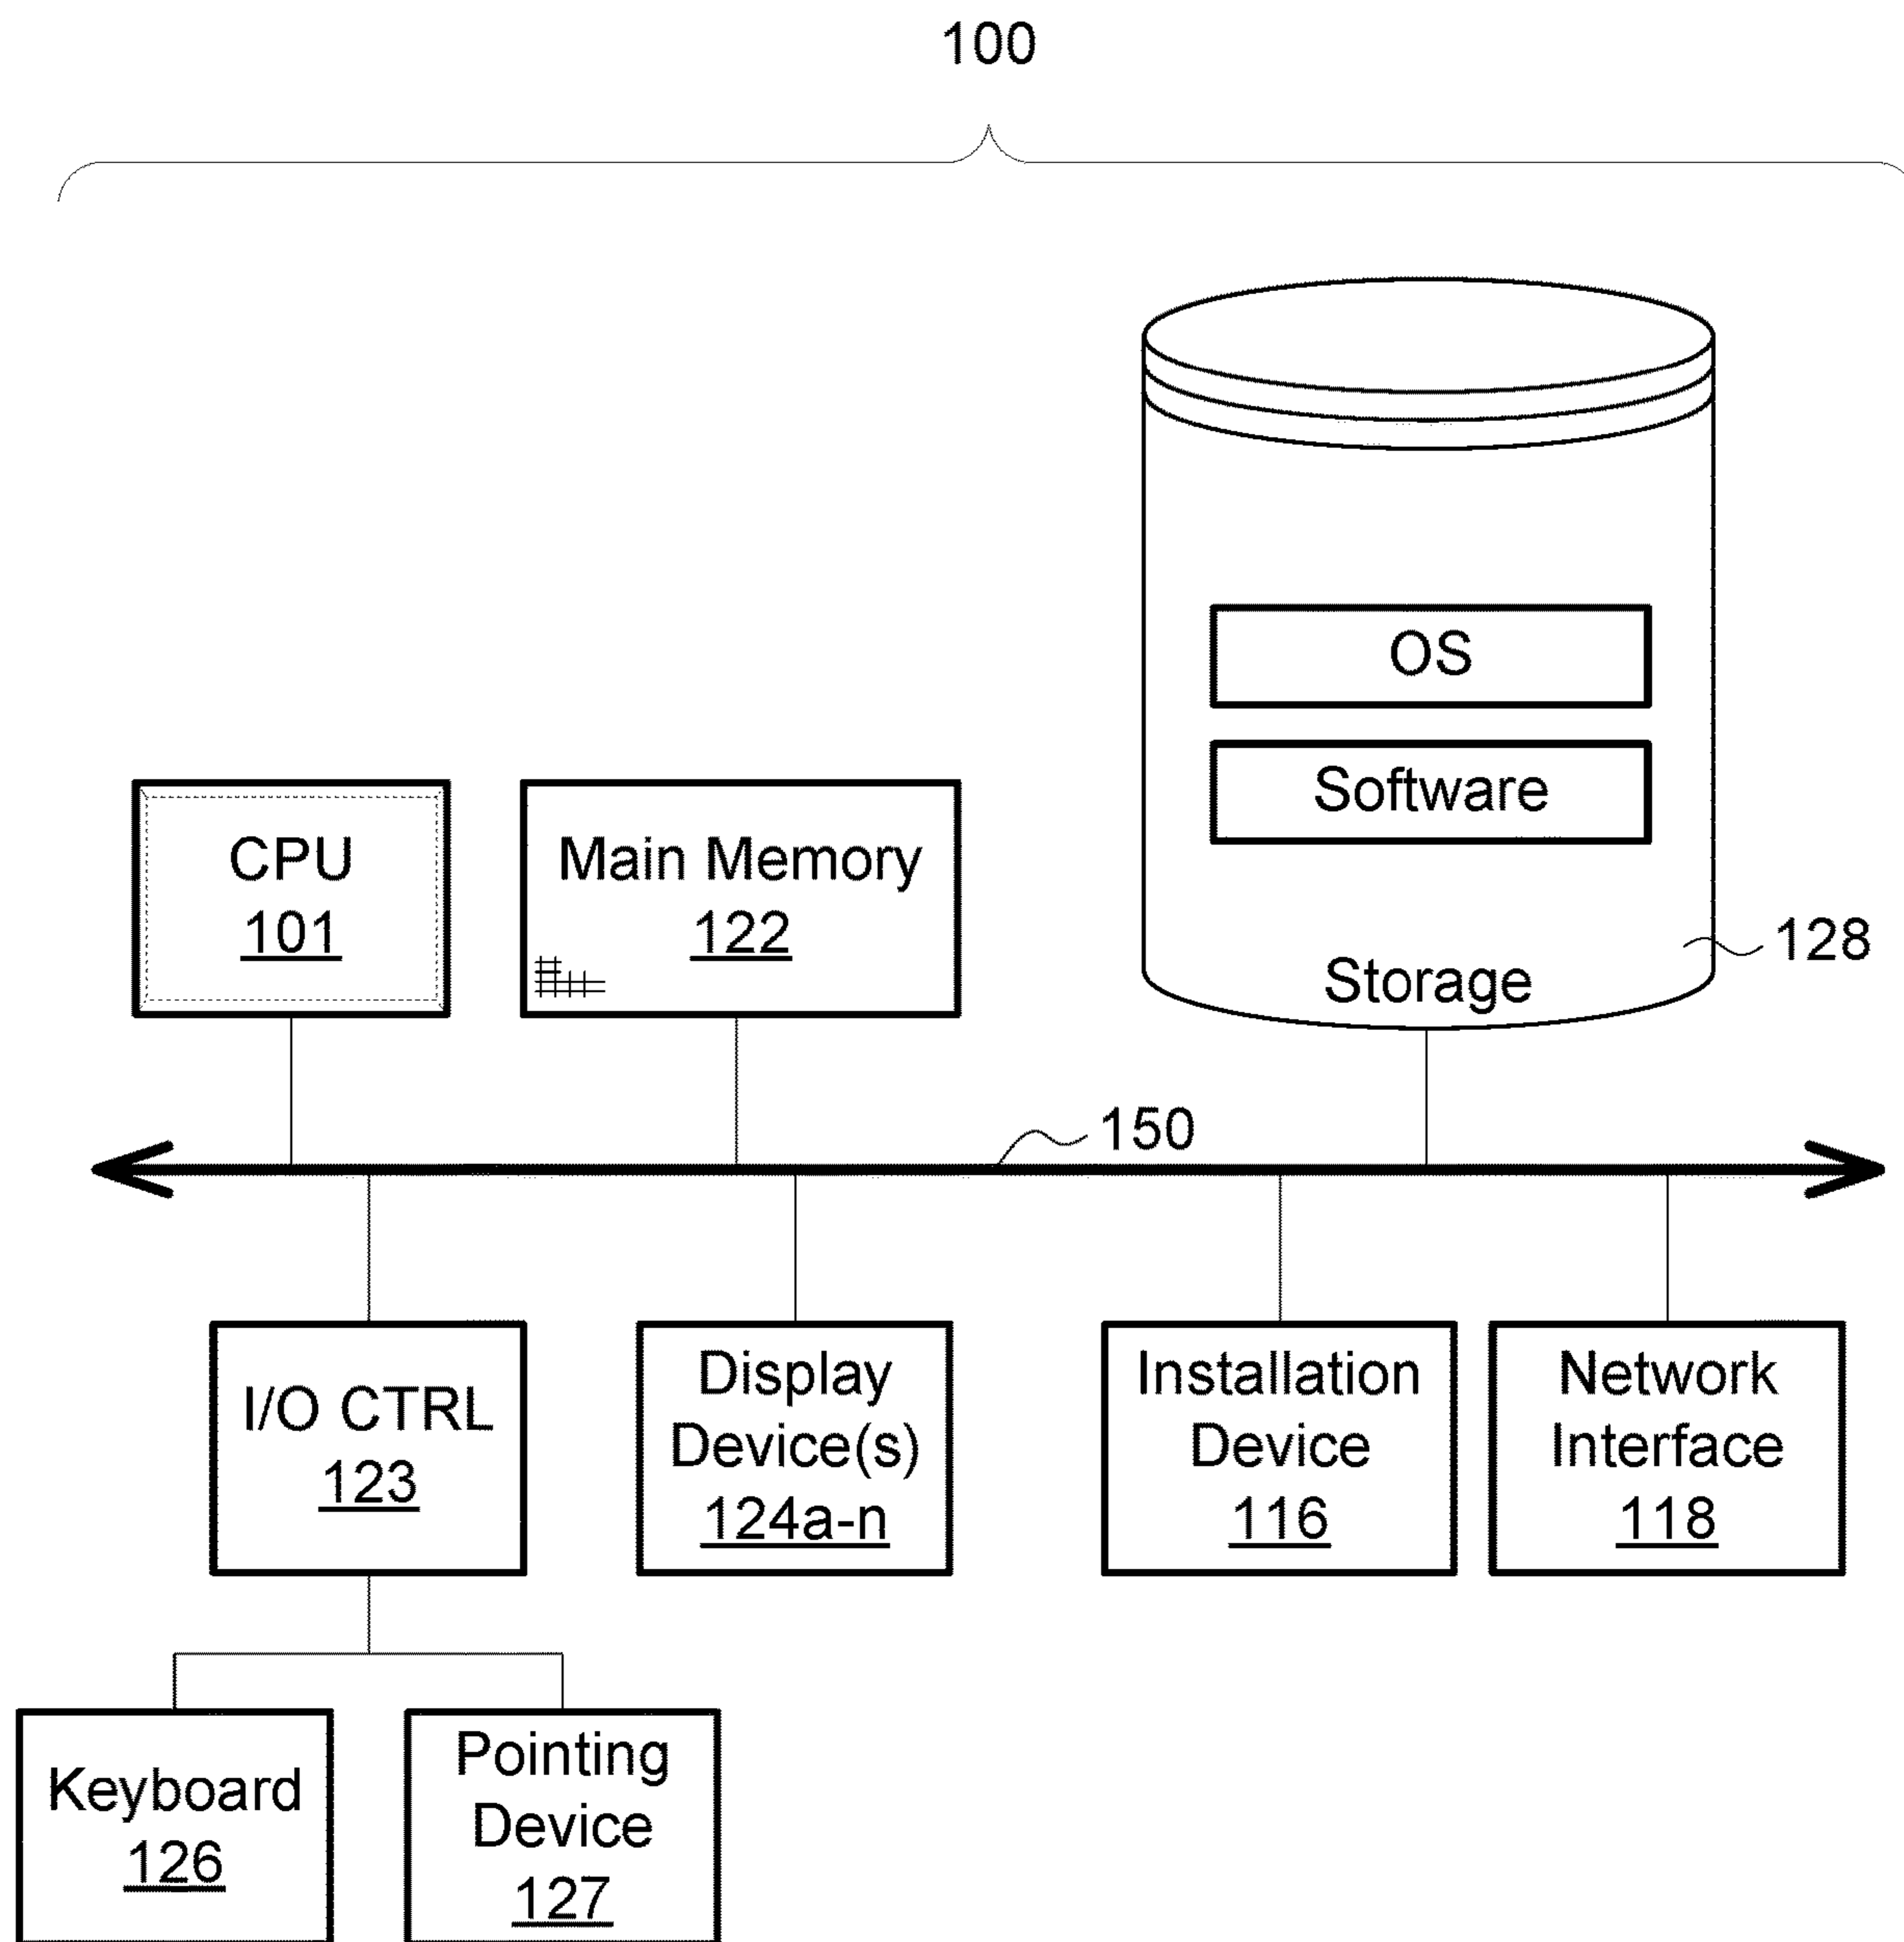 100
OS
Software
CPU
101
Main Memory
122
128
Storage
150
I/O CTRL
123
Display
Device(s)
124a-n
Installation
Device
116
Network
Interface
118
Keyboard
126
Pointing
Device
127